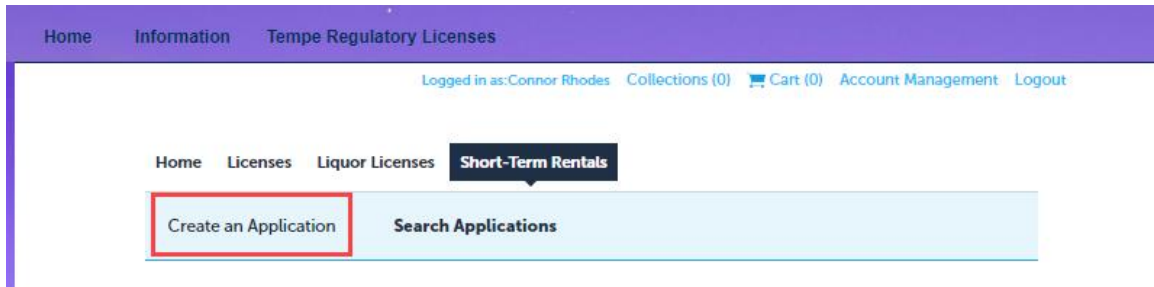 Home Information Tempe Regulatory Licenses
Logged in as:Connor Rhodes Collections (0) Cart (0) Account Management Logout
Home Licenses Liquor Licenses Short-Term Rentals
Create an Application Search Applications